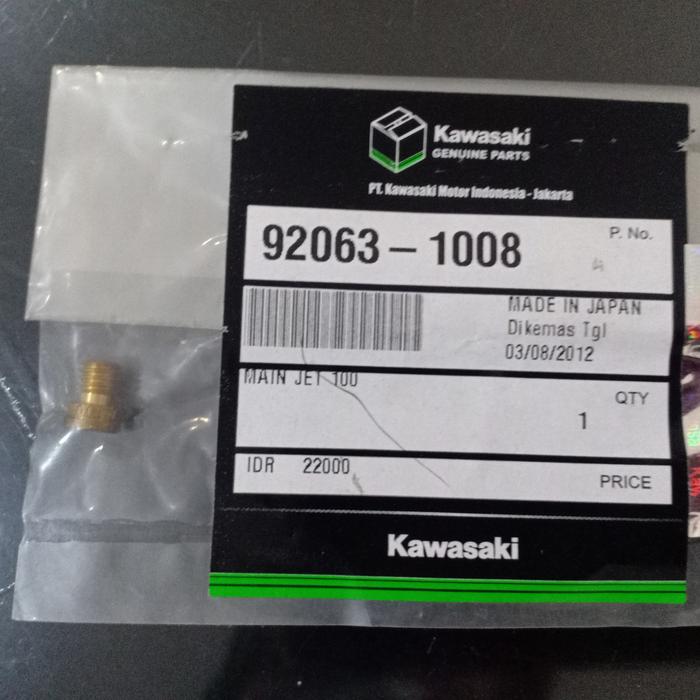 Kawasaki
GENUINE PARTS
PT. Kawasaki Motor Indonesia - Jakarta
P. No.
92063 – 1008
MADE IN JAPAN
Dikemas Tgl
03/08/2012
MAIN JET 100
QTY
1
IDR 22000
PRICE
Kawasaki